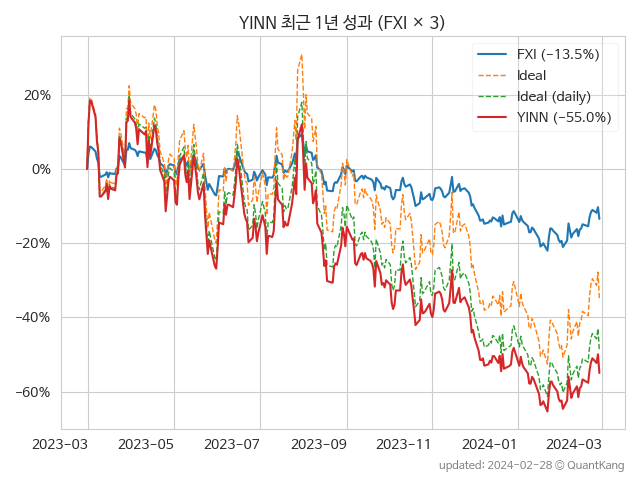 YINN 최근 1년 성과 (FXI × 3)
FXI (−13.5%)
Ideal
Ideal (daily)
YINN (−55.0%)
20%
0%
−20%
−40%
−60%
2023−03
2023−05
2023−07
2023−09
2023−11
2024−01
2024−03
updated: 2024−02−28 © QuantKang